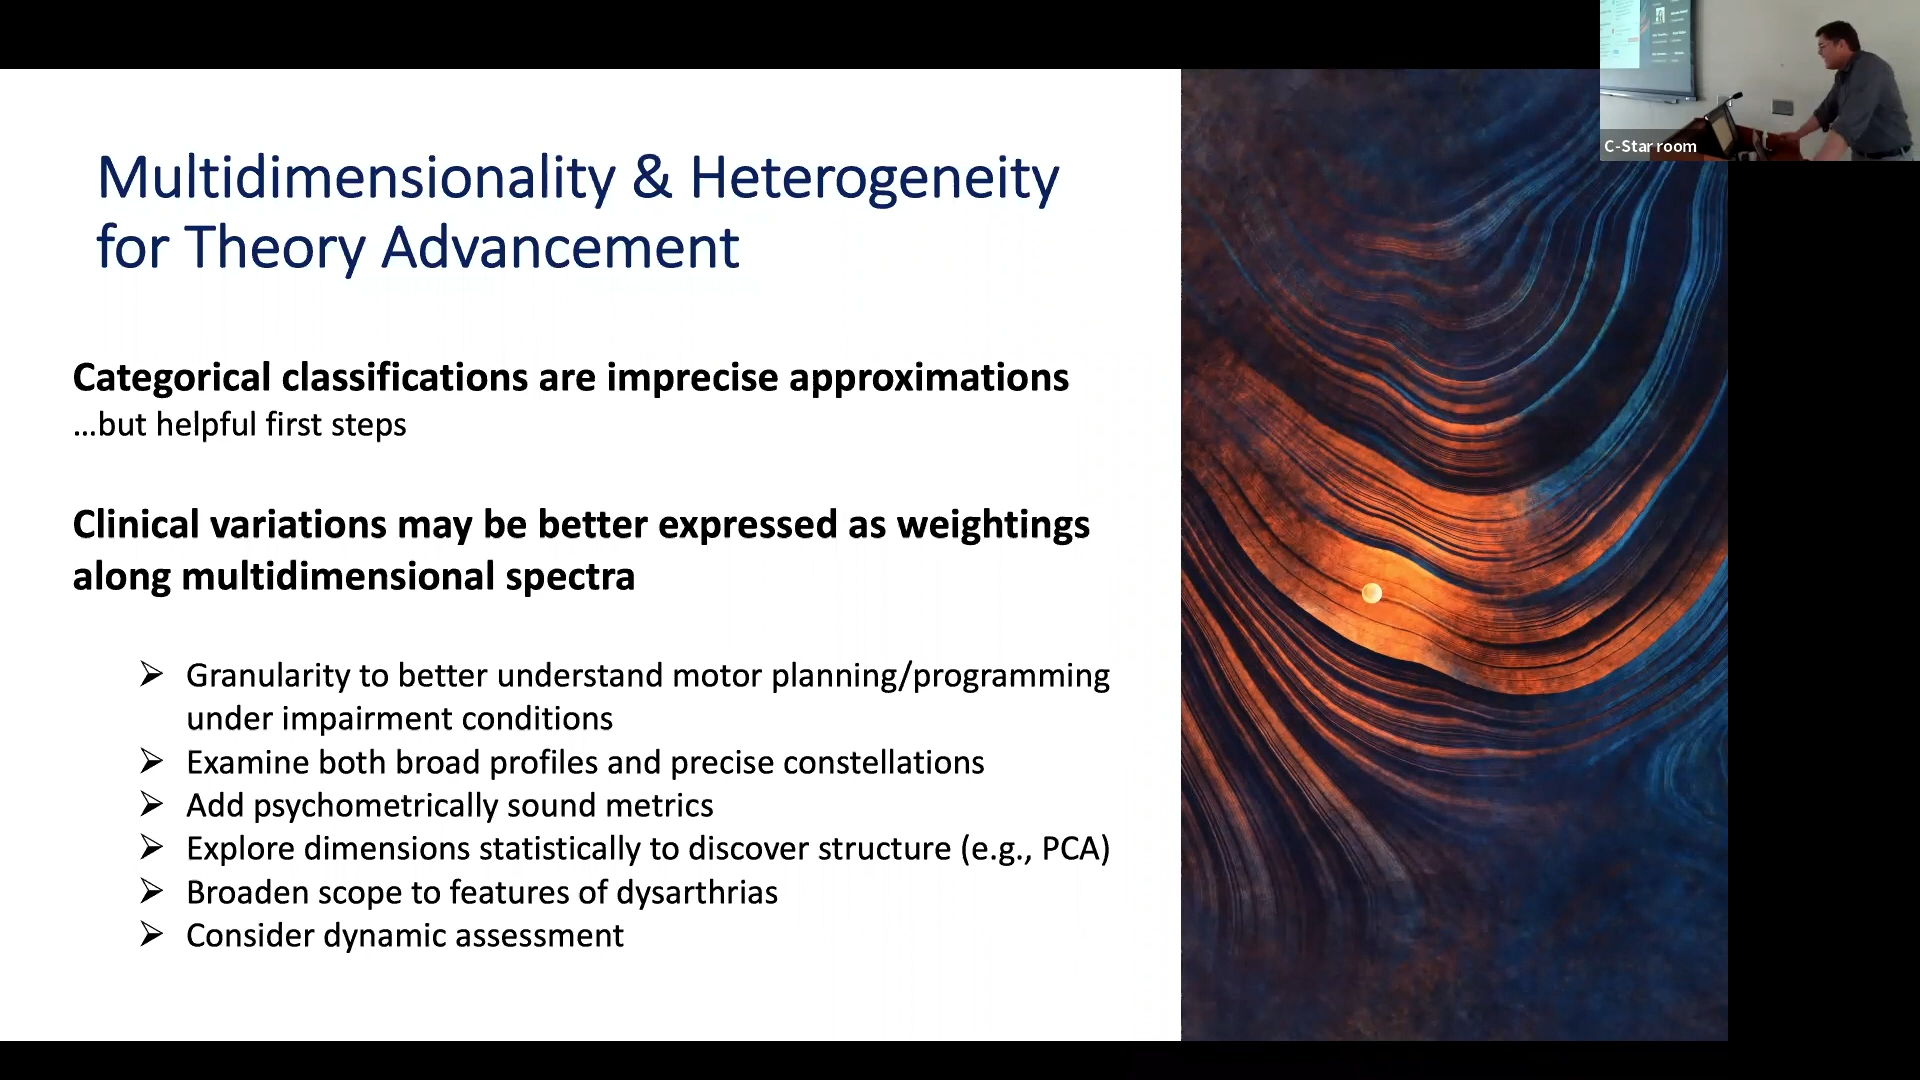 Multidimensionality & Heterogeneity
for Theory Advancement
Categorical classifications are imprecise approximations
...but helpful first steps
Clinical variations may be better expressed as weightings
along multidimensional spectra
➢ Granularity to better understand motor planning/programming
under impairment conditions
➢ Examine both broad profiles and precise constellations
➢ Add psychometrically sound metrics
➢ Explore dimensions statistically to discover structure (e.g., PCA)
➢ Broaden scope to features of dysarthrias
➢ Consider dynamic assessment
C-Star room